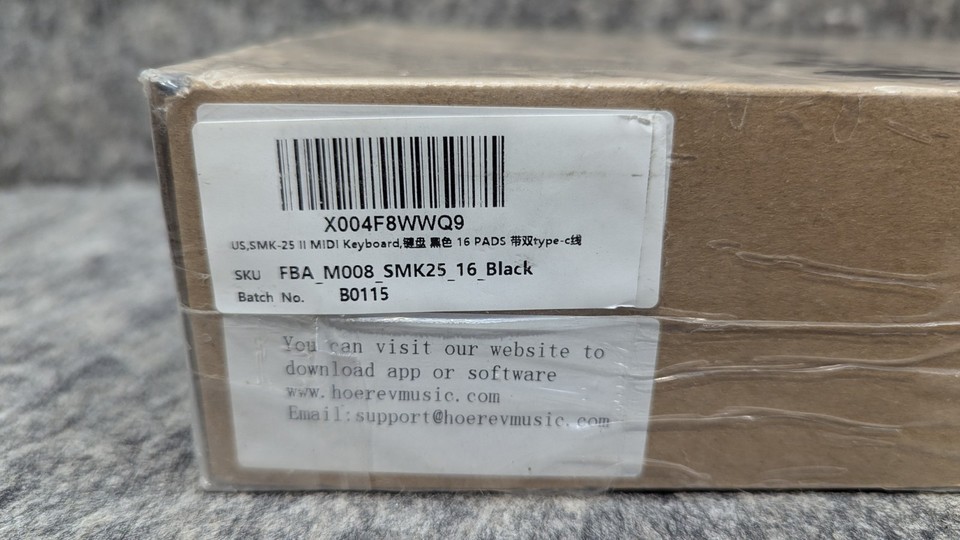 X004F8WWQ9
US,SMK-25 II MIDI Keyboard,键盘 黑色 16 PADS 带双type-c线
SKU FBA_M008_SMK25_16_Black
Batch No. B0115
You can visit our website to
download app or software
www.hoerevmusic.com
Email:support@hoerevmusic.com